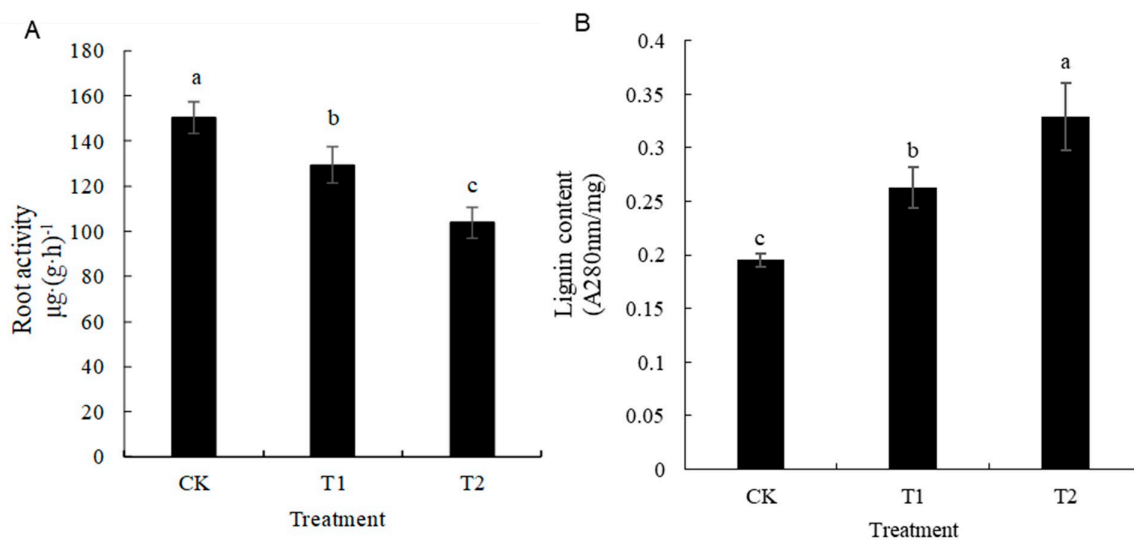 A
Root activity
µg·(g·h)⁻¹
180
160
140
120
100
80
60
40
20
0
a
b
c
CK T1 T2
Treatment
B
Lignin content
(A280nm/mg)
0.4
0.35
0.3
0.25
0.2
0.15
0.1
0.05
0
c
b
a
CK T1 T2
Treatment